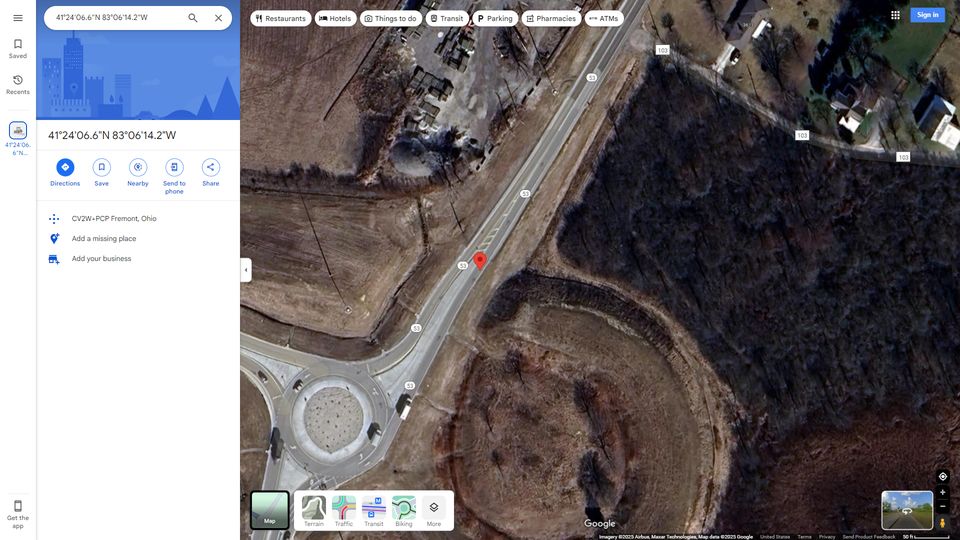 41°24'06.6"N 83°06'14.2"W
Restaurants
Hotels
Things to do
Transit
Parking
Pharmacies
ATMs
Sign in
Saved
Recents
41°24'06.
6"N...
41°24'06.6"N 83°06'14.2"W
Directions
Save
Nearby
Send to
phone
Share
CV2W+PCP Fremont, Ohio
Add a missing place
Add your business
103
53
103
103
53
53
53
53
Get the
app
Map
Terrain
Traffic
Transit
Biking
More
Google
Imagery ©2025 Airbus, Maxar Technologies, Map data ©2025 Google
United States
Terms
Privacy
Send Product Feedback
50 ft